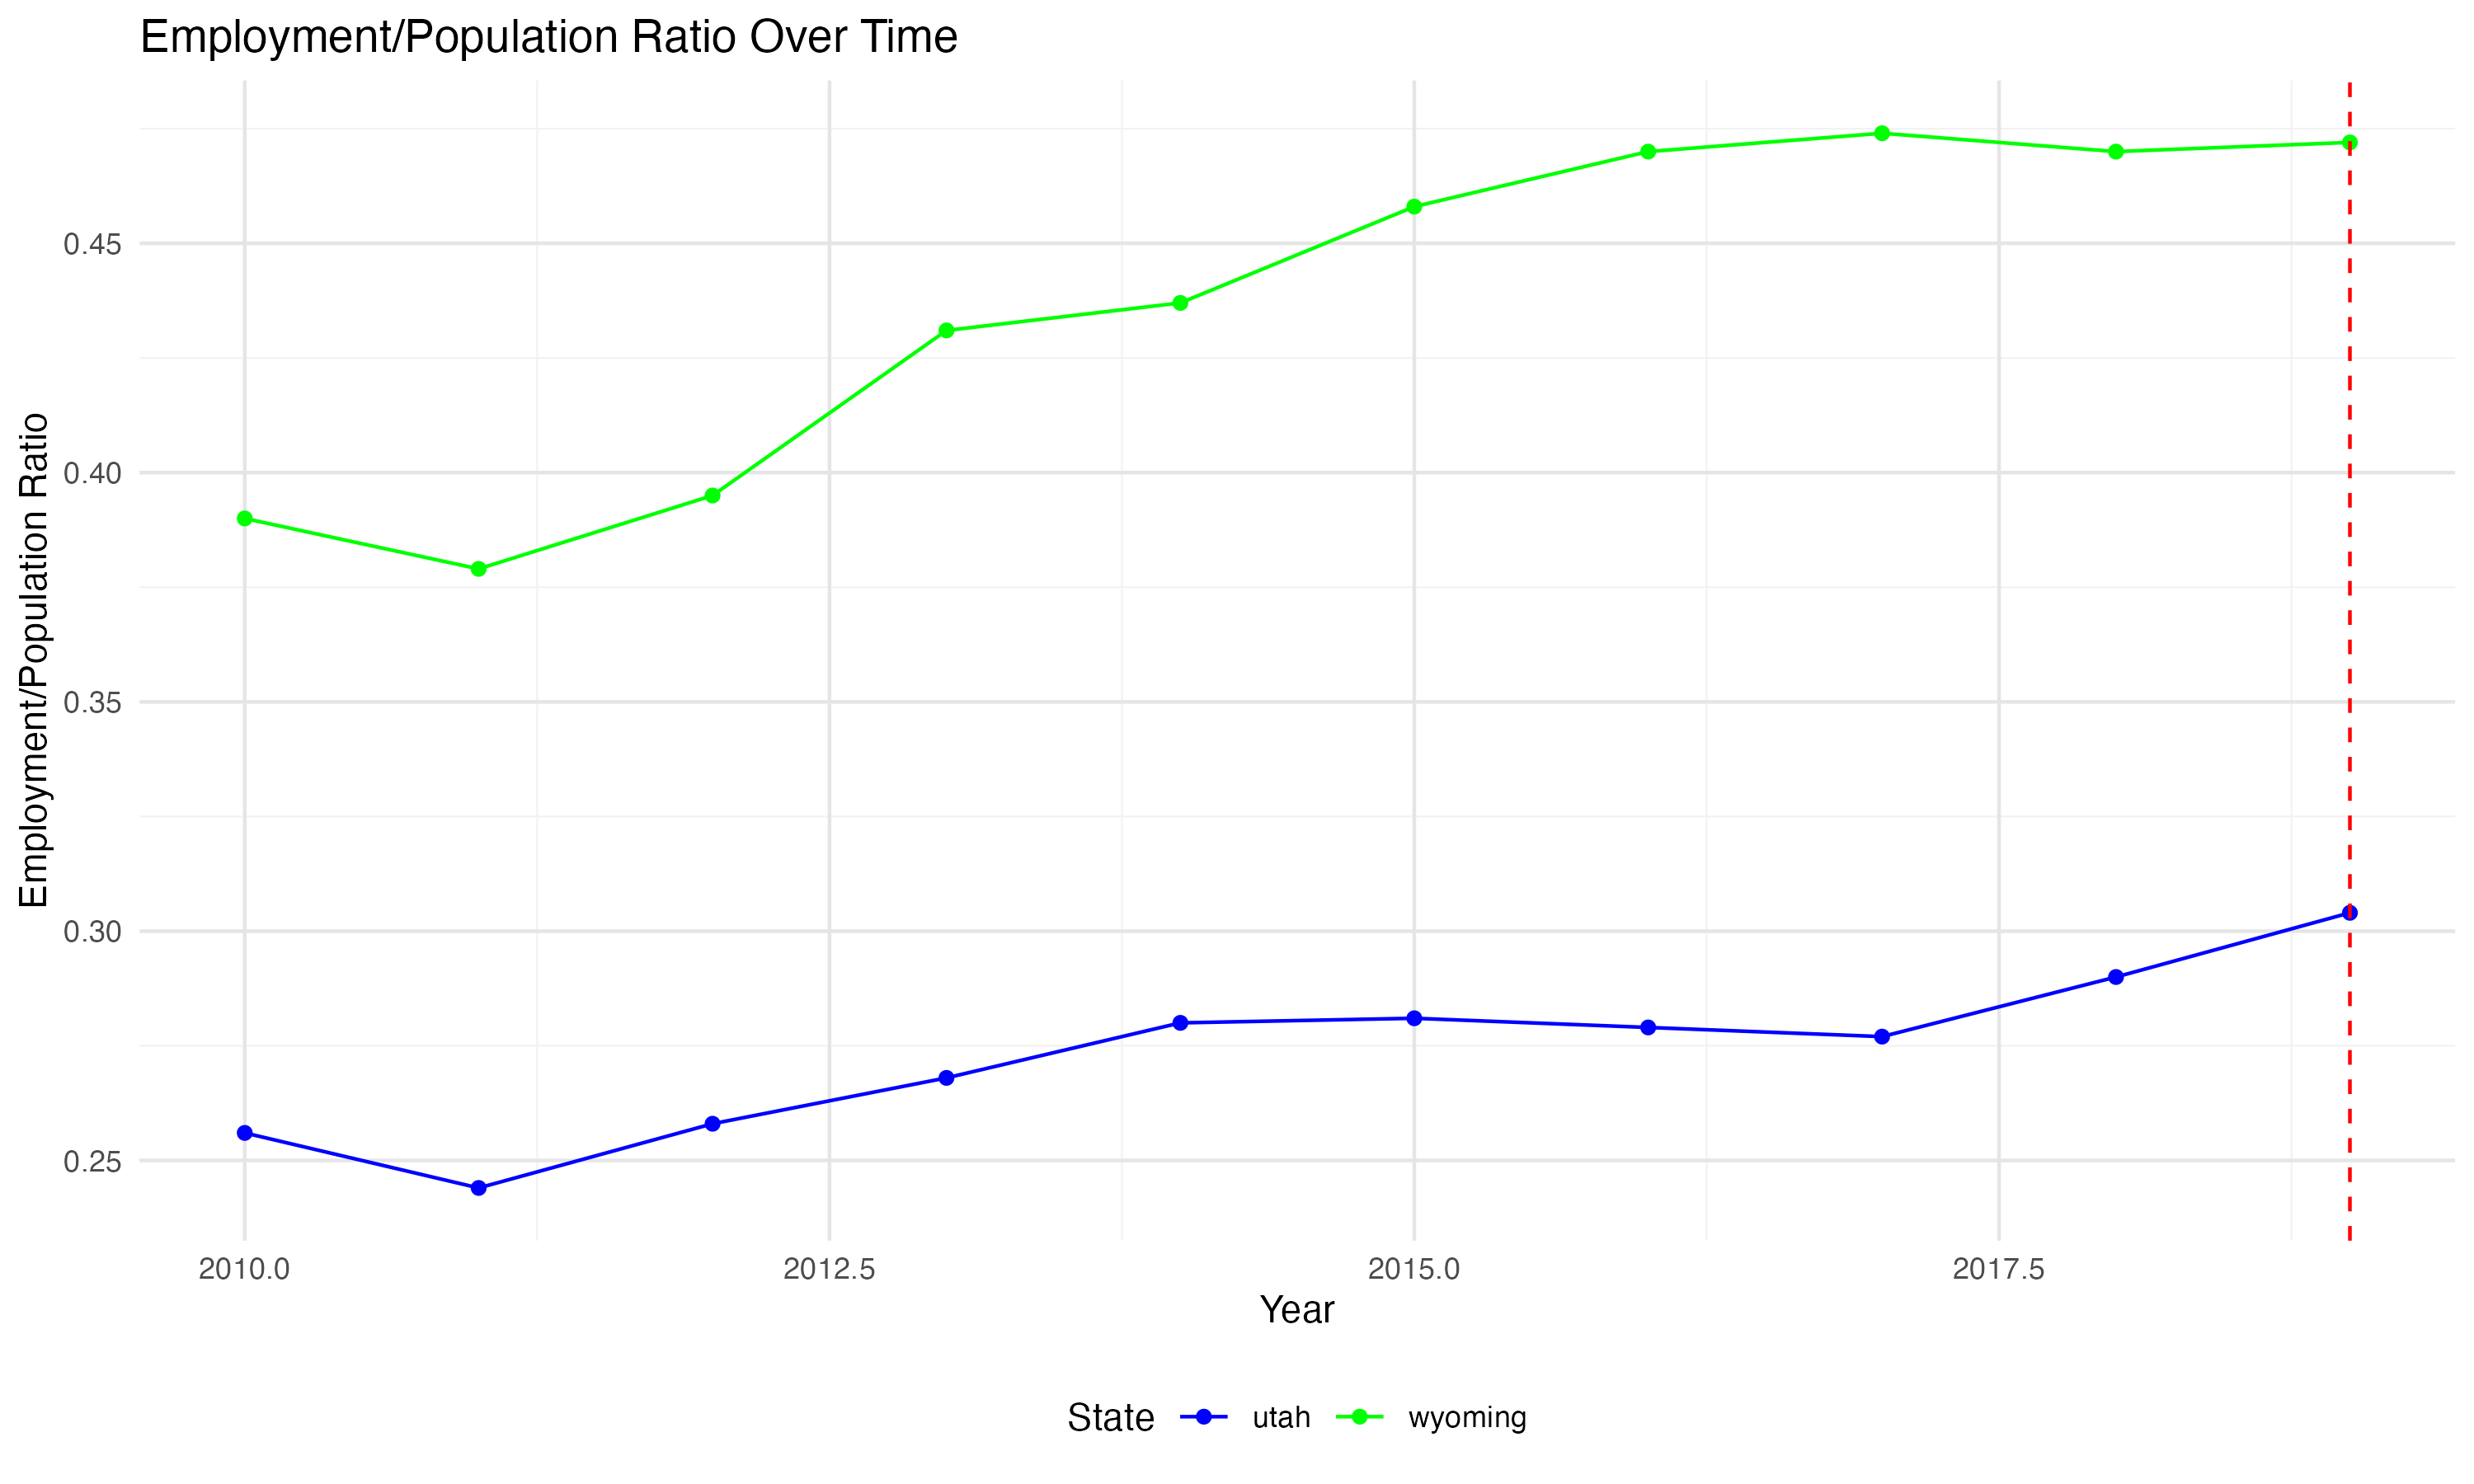 Employment/Population Ratio Over Time
Employment/Population Ratio
0.45
0.40
0.35
0.30
0.25
2010.0 2012.5 2015.0 2017.5
Year
State utah wyoming